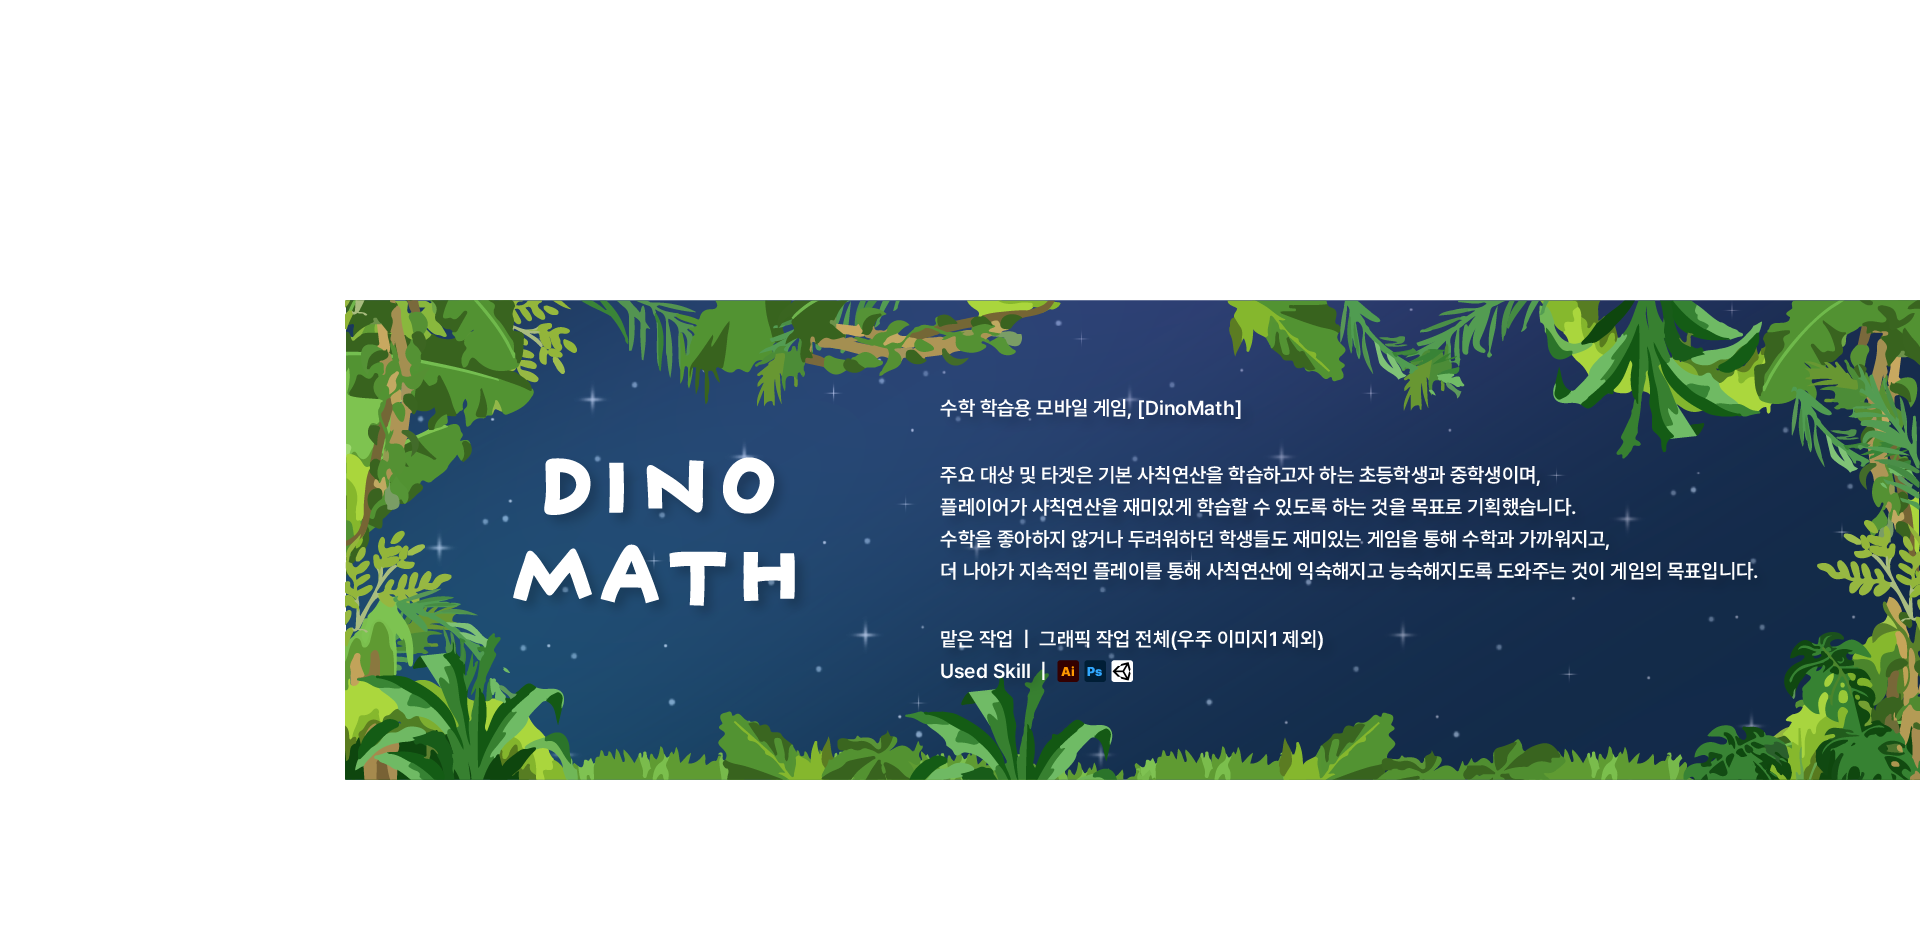 DINO
MATH
수학 학습용 모바일 게임, [DinoMath]
주요 대상 및 타겟은 기본 사칙연산을 학습하고자 하는 초등학생과 중학생이며,
플레이어가 사칙연산을 재미있게 학습할 수 있도록 하는 것을 목표로 기획했습니다.
수학을 좋아하지 않거나 두려워하던 학생들도 재미있는 게임을 통해 수학과 가까워지고,
더 나아가 지속적인 플레이를 통해 사칙연산에 익숙해지고 능숙해지도록 도와주는 것이 게임의 목표입니다.
맡은 작업 | 그래픽 작업 전체(우주 이미지1 제외)
Used Skill | Ai Ps